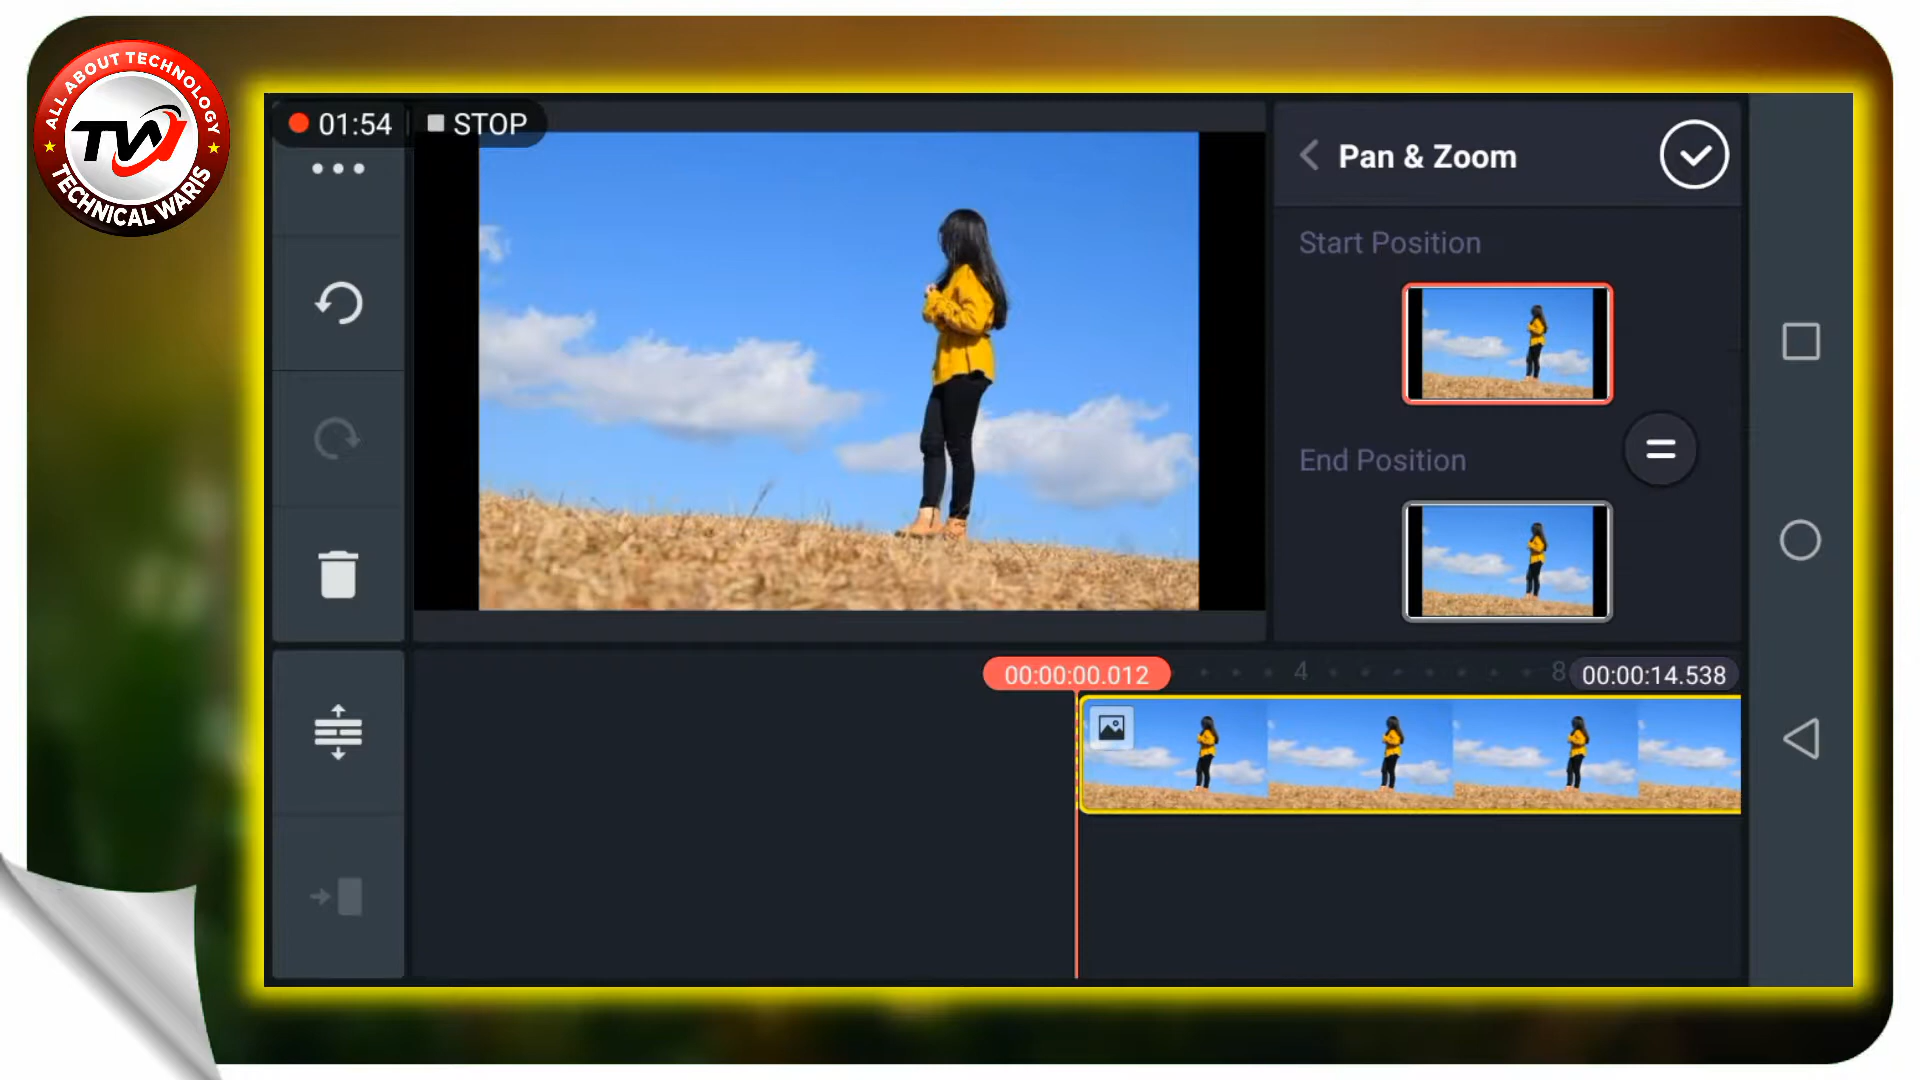 ALL ABOUT TECHNOLOGY
TW
TECHNICAL WARIS
01:54
STOP
Pan & Zoom
Start Position
End Position
00:00:00.012
4
8
00:00:14.538